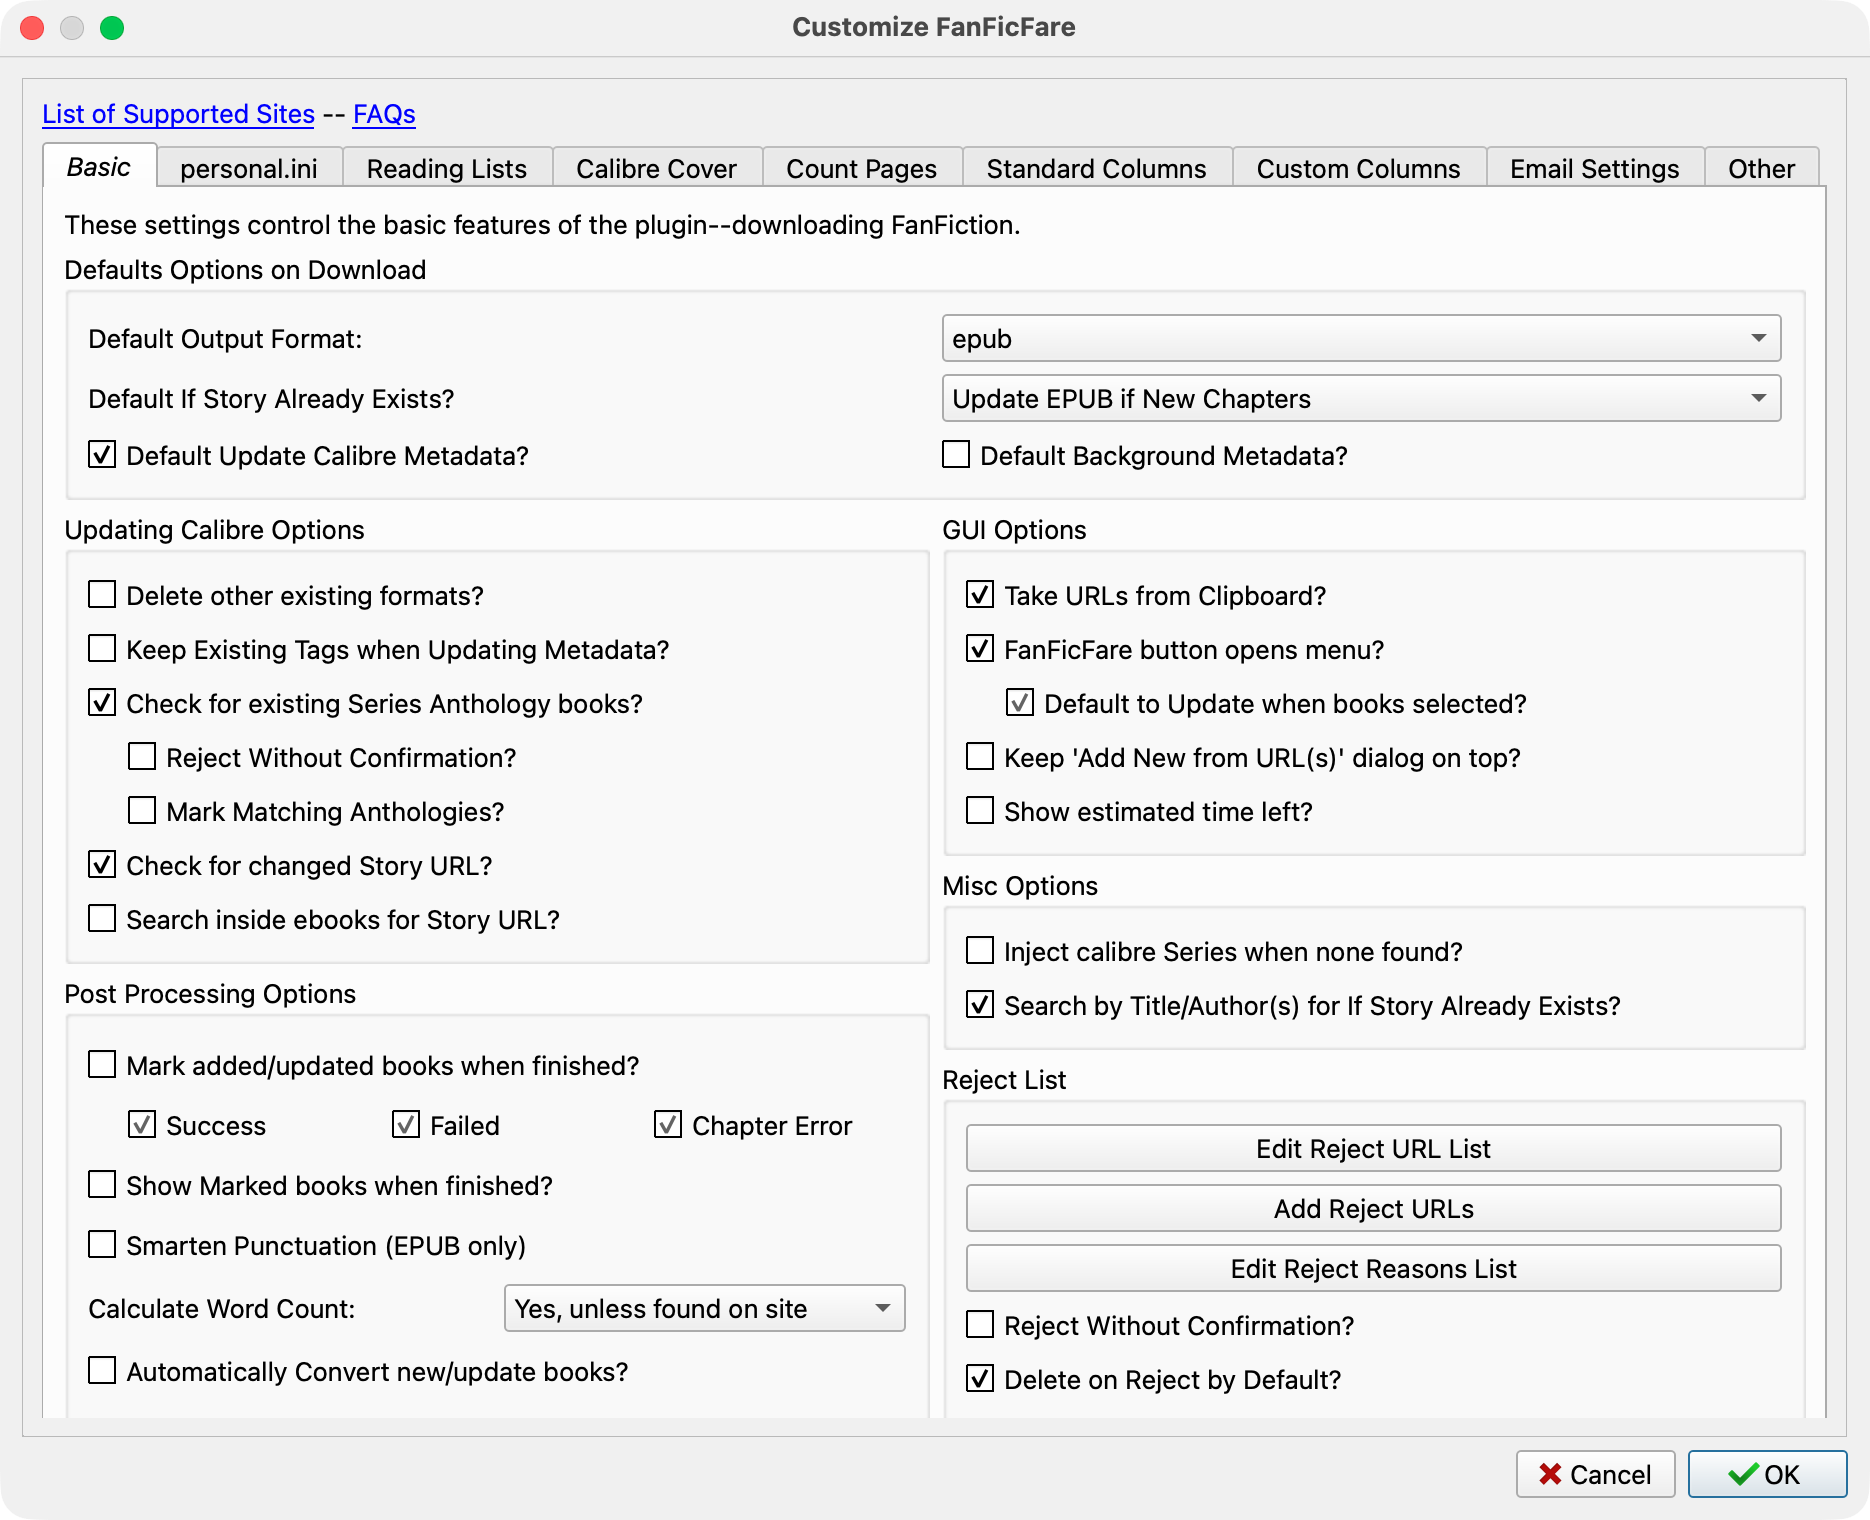 Customize FanFicFare
List of Supported Sites -- FAQs
Basic personal.ini Reading Lists Calibre Cover Count Pages Standard Columns Custom Columns Email Settings Other
These settings control the basic features of the plugin--downloading FanFiction.
Defaults Options on Download
Default Output Format: epub
Default If Story Already Exists? Update EPUB if New Chapters
Default Update Calibre Metadata? Default Background Metadata?
Updating Calibre Options
Delete other existing formats?
Keep Existing Tags when Updating Metadata?
Check for existing Series Anthology books?
Reject Without Confirmation?
Mark Matching Anthologies?
Check for changed Story URL?
Search inside ebooks for Story URL?
Post Processing Options
Mark added/updated books when finished?
Success Failed Chapter Error
Show Marked books when finished?
Smarten Punctuation (EPUB only)
Calculate Word Count: Yes, unless found on site
Automatically Convert new/update books?
GUI Options
Take URLs from Clipboard?
FanFicFare button opens menu?
Default to Update when books selected?
Keep 'Add New from URL(s)' dialog on top?
Show estimated time left?
Misc Options
Inject calibre Series when none found?
Search by Title/Author(s) for If Story Already Exists?
Reject List
Edit Reject URL List
Add Reject URLs
Edit Reject Reasons List
Reject Without Confirmation?
Delete on Reject by Default?
Cancel OK